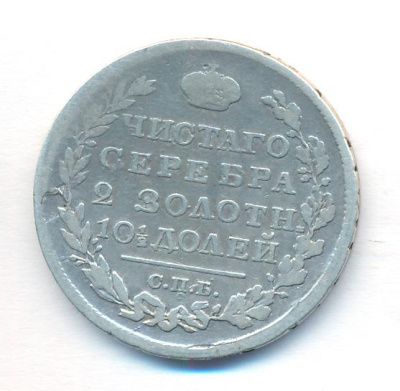 ЧИСТАГО
СЕРЕБРА
2 ЗОЛОТН.
10½ ДОЛЕЙ
С.П.Б.